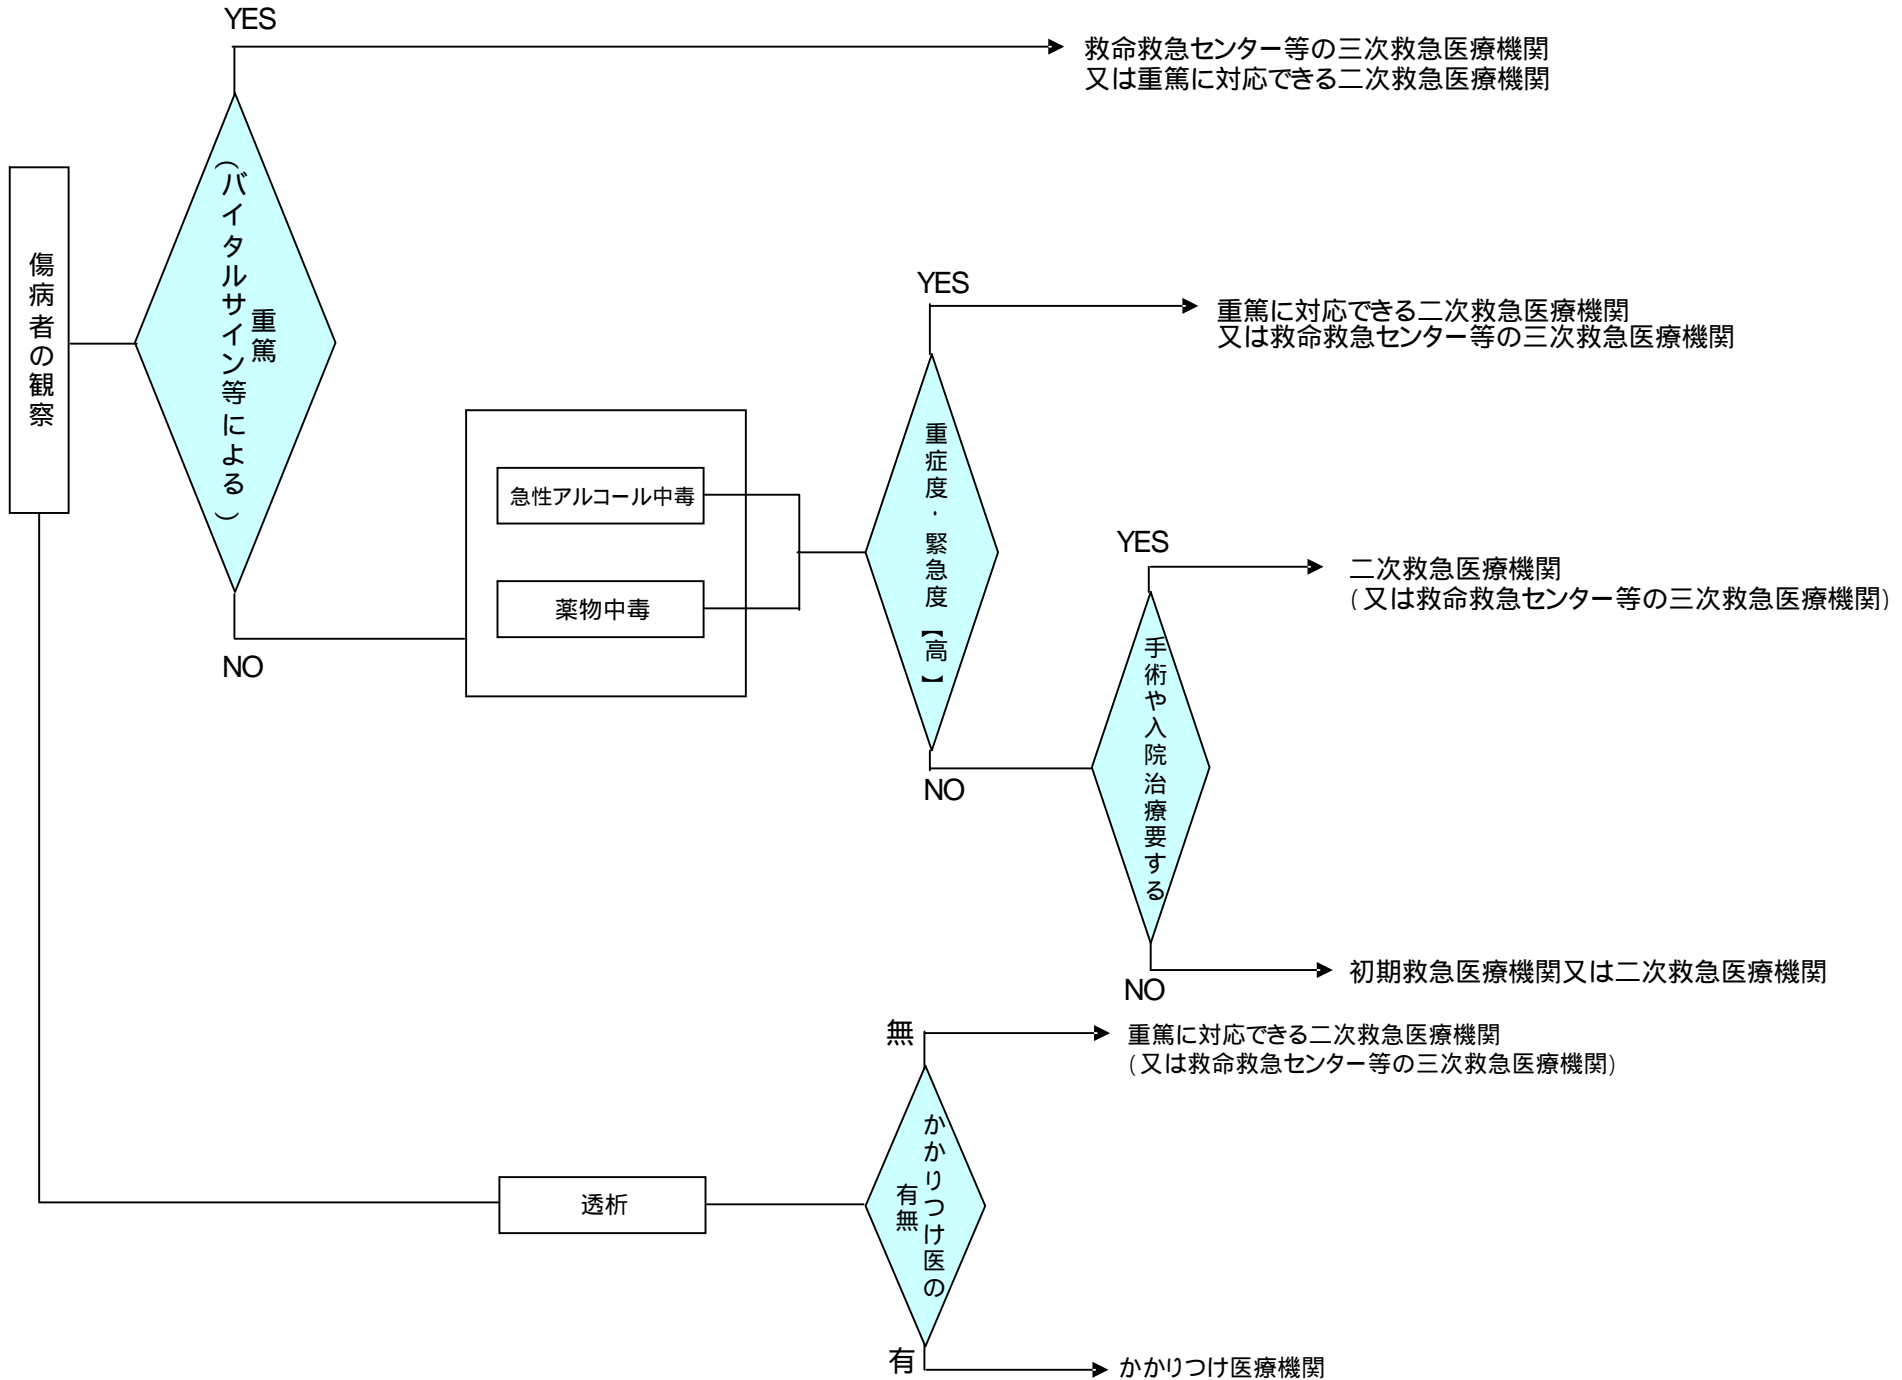 YES
救命救急センター等の三次救急医療機関
又は重篤に対応できる二次救急医療機関
傷病者の観察
重篤
(バイタルサイン等による)
NO
急性アルコール中毒
薬物中毒
YES
重篤に対応できる二次救急医療機関
又は救命救急センター等の三次救急医療機関
重症度・緊急度【高】
NO
YES
二次救急医療機関
(又は救命救急センター等の三次救急医療機関)
手術や入院治療要する
NO
初期救急医療機関又は二次救急医療機関
無
重篤に対応できる二次救急医療機関
(又は救命救急センター等の三次救急医療機関)
透析
かかりつけ医の
有無
有
かかりつけ医療機関